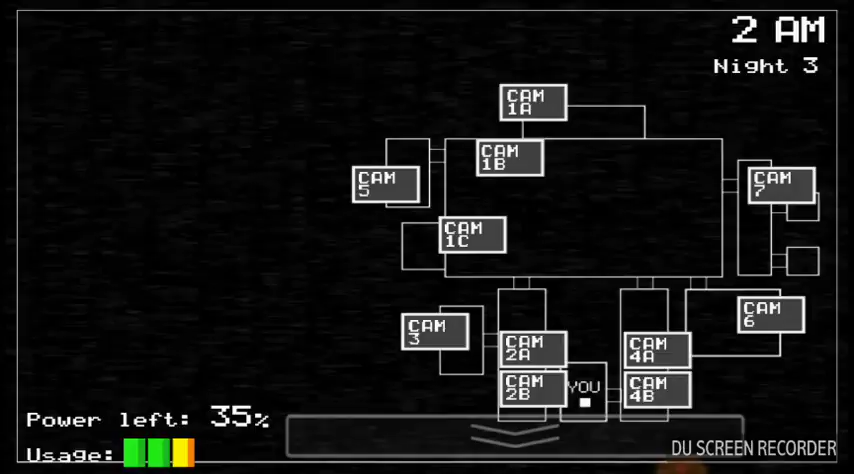 2 AM
Night 3
CAM
1A
CAM
1B
CAM
5
CAM
7
CAM
1C
CAM
6
CAM
3
CAM
2A
CAM
4A
CAM
2B
YOU
CAM
4B
Power left: 35%
Usage:
DU SCREEN RECORDER